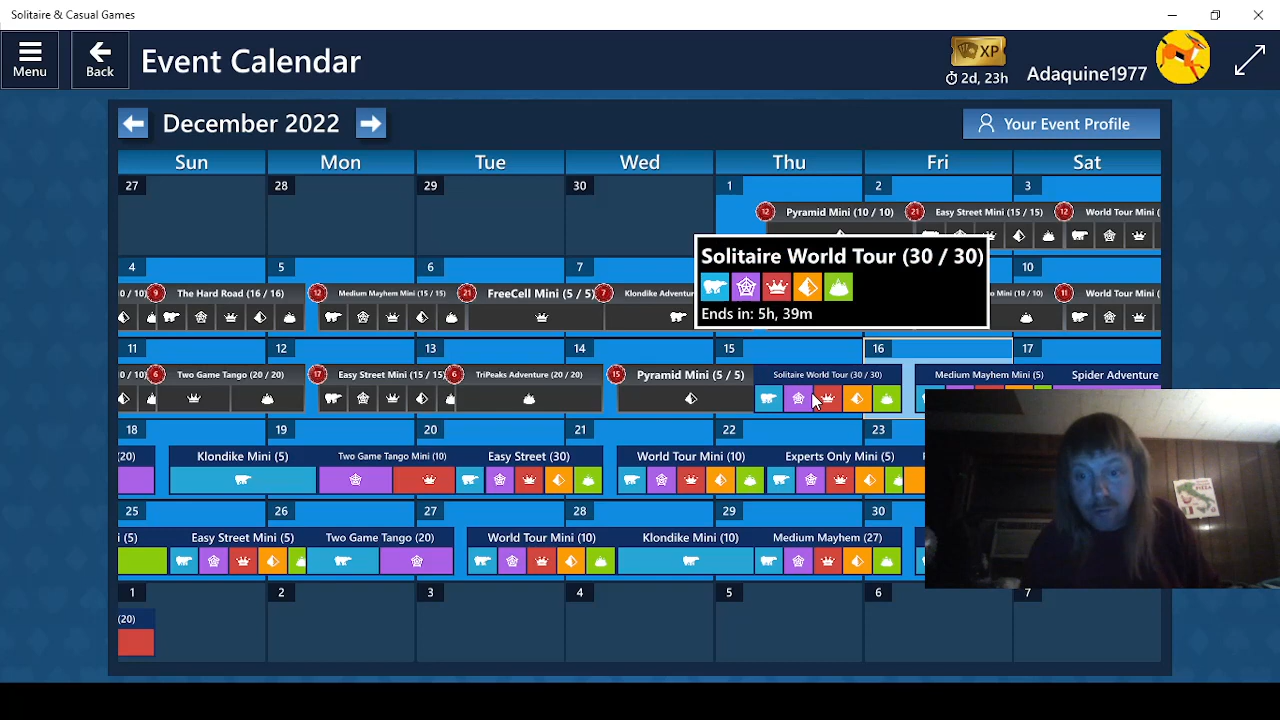 Solitaire & Casual Games
Menu
Back
Event Calendar
XP
2d, 23h
Adaquine1977
December 2022
Your Event Profile
Sun Mon Tue Wed Thu Fri Sat
27 28 29 30 1 2 3
12 Pyramid Mini (10 / 10) 21 Easy Street Mini (15 / 15) 12 World Tour Mini (
Solitaire World Tour (30 / 30)
Ends in: 5h, 39m
4 5 6 7 10
0 / 10) 9 The Hard Road (16 / 16) 12 Medium Mayhem Mini (15 / 15) 21 FreeCell Mini (5 / 5) 7 Klondike Adventur Mini (10 / 10) 11 World Tour Mini (
11 12 13 14 15 16 17
0 / 10) 6 Two Game Tango (20 / 20) 17 Easy Street Mini (15 / 15) 6 TriPeaks Adventure (20 / 20) 15 Pyramid Mini (5 / 5) Solitaire World Tour (30 / 30) Medium Mayhem Mini (5) Spider Adventure
18 19 20 21 22 23
(20) Klondike Mini (5) Two Game Tango Mini (10) Easy Street (30) World Tour Mini (10) Experts Only Mini (5)
25 26 27 28 29 30
i (5) Easy Street Mini (5) Two Game Tango (20) World Tour Mini (10) Klondike Mini (10) Medium Mayhem (27)
1 2 3 4 5 6 7
(20)